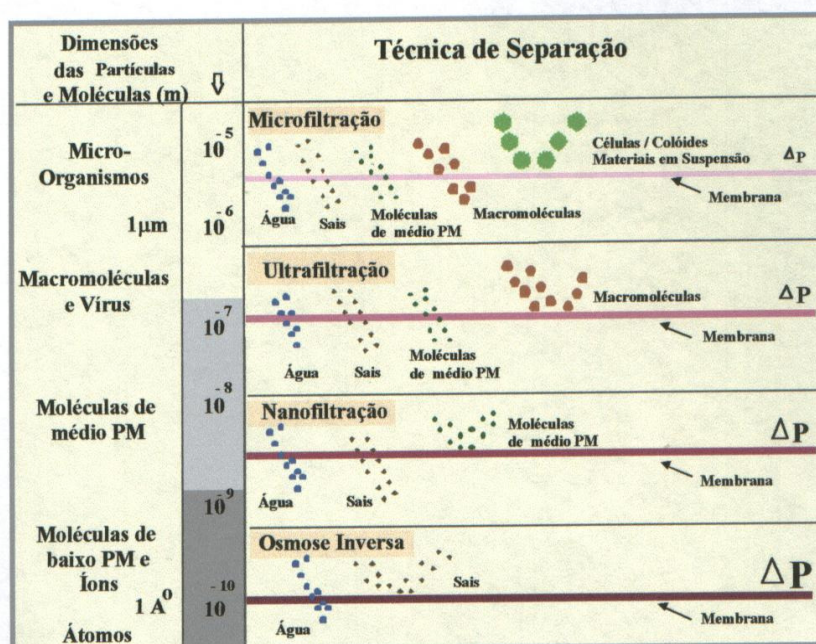 Dimensões
das Partículas
e Moléculas (m)
Técnica de Separação
Micro-
Organismos
1µm
Macromoléculas
e Vírus
Moléculas de
médio PM
Moléculas de
baixo PM e
Íons
1 Aº
Átomos
10⁻⁵
10⁻⁶
10⁻⁷
10⁻⁸
10⁻⁹
10⁻¹⁰
Microfiltração
Células / Colóides
Materiais em Suspensão
ΔP
Membrana
Água
Sais
Moléculas
de médio PM
Macromoléculas
Ultrafiltração
Macromoléculas
ΔP
Membrana
Água
Sais
Moléculas
de médio PM
Nanofiltração
Moléculas
de médio PM
ΔP
Membrana
Água
Sais
Osmose Inversa
Sais
ΔP
Membrana
Água